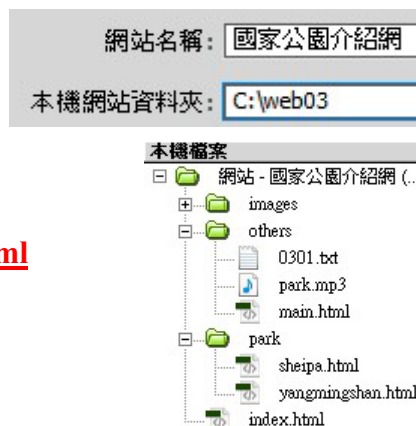 網站名稱: 國家公園介紹網
本機網站資料夾: C:\web03
本機檔案
網站 - 國家公園介紹網 (...
images
others
0301.txt
park.mp3
main.html
ml
park
sheipa.html
yangmingshan.html
index.html